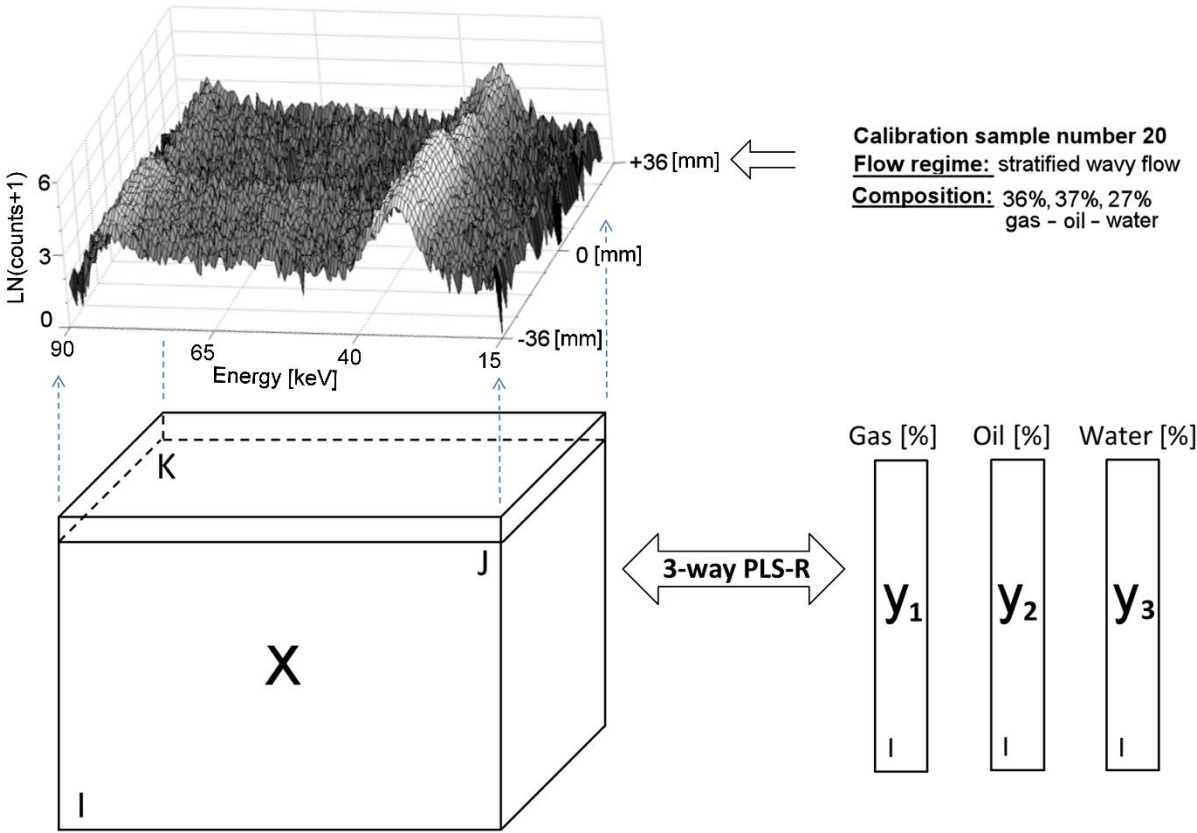 LN(counts+1)
6
3
0
90
65
40
15
Energy [keV]
+36 [mm]
0 [mm]
-36 [mm]
Calibration sample number 20
Flow regime: stratified wavy flow
Composition: 36%, 37%, 27%
gas – oil – water
K
J
X
I
3-way PLS-R
Gas [%] Oil [%] Water [%]
y1 y2 y3
I I I